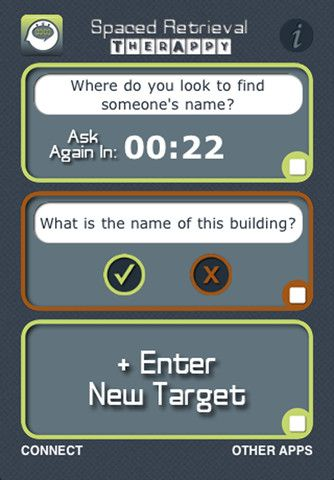 Spaced Retrieval
TherAppy
i
Where do you look to find
someone's name?
Ask
Again In: 00:22
What is the name of this building?
X
+ Enter
New Target
CONNECT
OTHER APPS